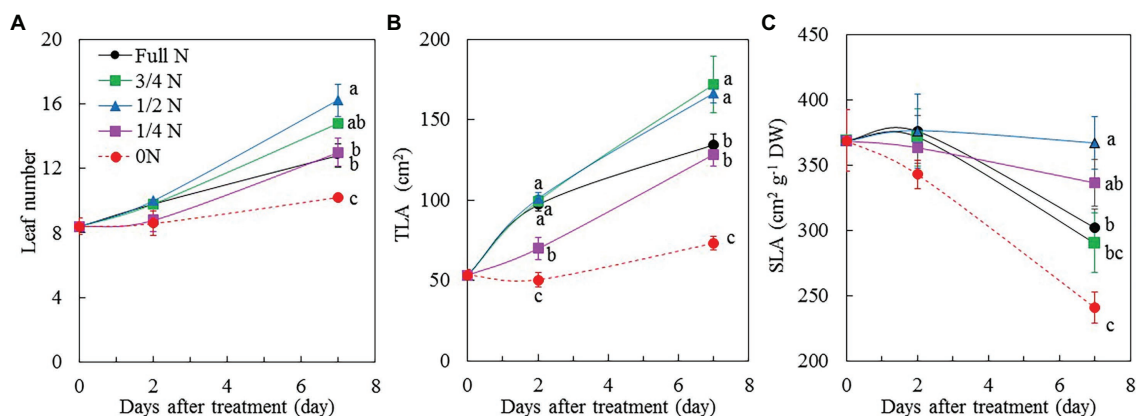 A
Leaf number
20
16
12
8
4
0
Full N
3/4 N
1/2 N
1/4 N
0N
a
ab
b
b
c
0 2 4 6 8
Days after treatment (day)
B
TLA (cm²)
200
150
100
50
0
a
a
a
b
c
a
a
b
b
c
0 2 4 6 8
Days after treatment (day)
C
SLA (cm² g⁻¹ DW)
450
400
350
300
250
200
a
ab
b
bc
c
0 2 4 6 8
Days after treatment (day)